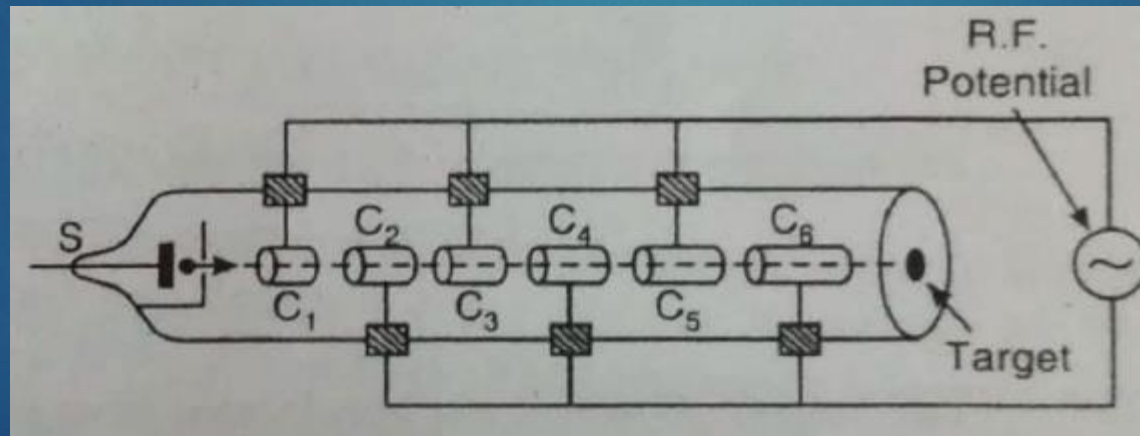 R.F.
Potential
S
C₂
C₄
C₆
C₁
C₃
C₅
Target